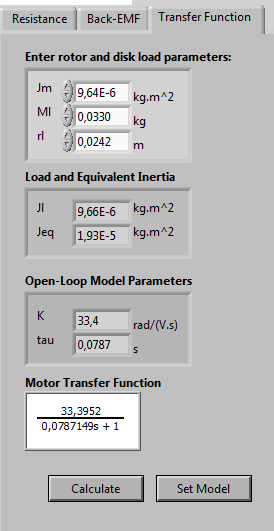 Resistance Back-EMF Transfer Function
Enter rotor and disk load parameters:
Jm 9,64E-6 kg.m^2
Ml 0,0330 kg
rl 0,0242 m
Load and Equivalent Inertia
Jl 9,66E-6 kg.m^2
Jeq 1,93E-5 kg.m^2
Open-Loop Model Parameters
K 33,4 rad/(V.s)
tau 0,0787 s
Motor Transfer Function
33,3952
0,0787149s + 1
Calculate Set Model